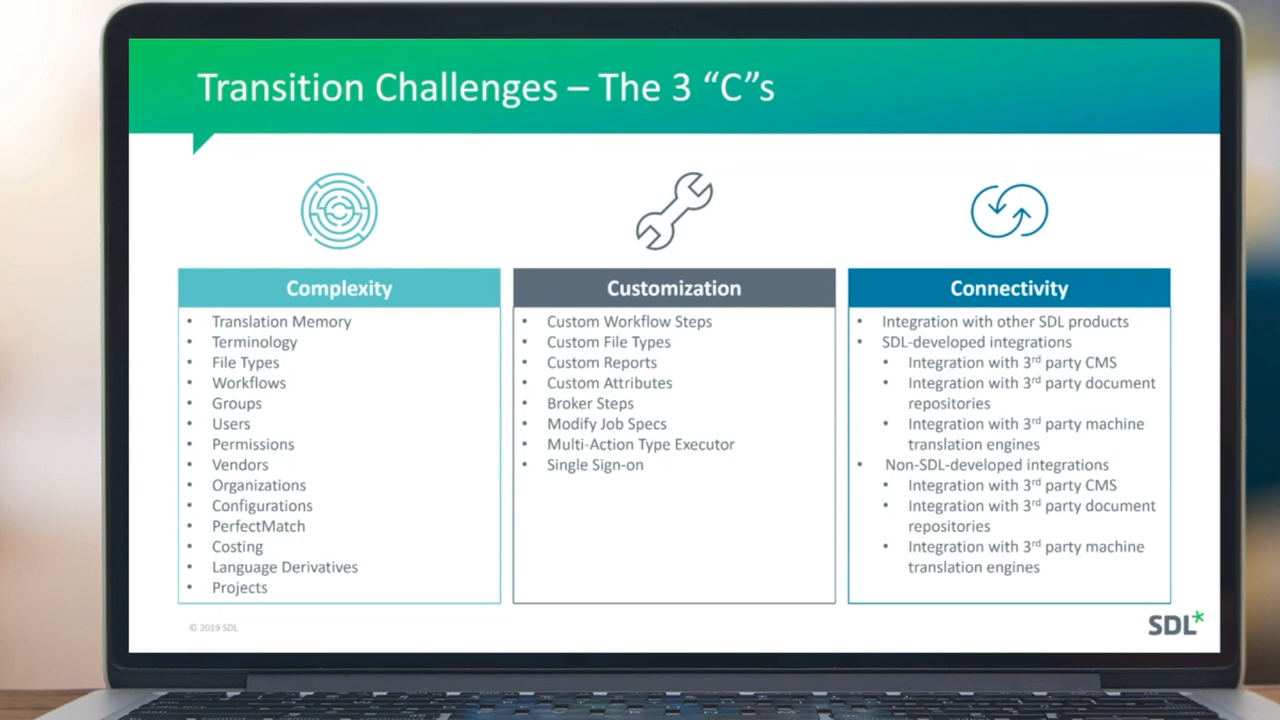 Transition Challenges – The 3 “C”s
Complexity
• Translation Memory
• Terminology
• File Types
• Workflows
• Groups
• Users
• Permissions
• Vendors
• Organizations
• Configurations
• PerfectMatch
• Costing
• Language Derivatives
• Projects
Customization
• Custom Workflow Steps
• Custom File Types
• Custom Reports
• Custom Attributes
• Broker Steps
• Modify Job Specs
• Multi-Action Type Executor
• Single Sign-on
Connectivity
• Integration with other SDL products
• SDL-developed integrations
• Integration with 3rd party CMS
• Integration with 3rd party document
repositories
• Integration with 3rd party machine
translation engines
• Non-SDL-developed integrations
• Integration with 3rd party CMS
• Integration with 3rd party document
repositories
• Integration with 3rd party machine
translation engines
© 2019 SDL
SDL*